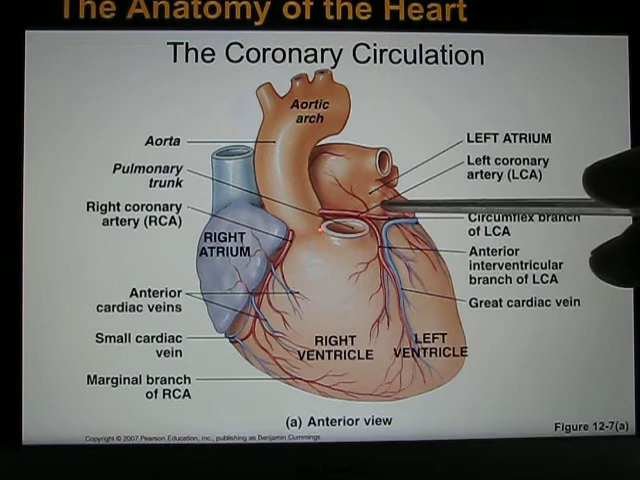 The Anatomy of the Heart
The Coronary Circulation
Aortic
arch
Aorta
LEFT ATRIUM
Pulmonary
trunk
Left coronary
artery (LCA)
Right coronary
artery (RCA)
Circumflex branch
of LCA
RIGHT
ATRIUM
Anterior
interventricular
branch of LCA
Anterior
cardiac veins
Great cardiac vein
Small cardiac
vein
RIGHT
VENTRICLE
LEFT
VENTRICLE
Marginal branch
of RCA
(a) Anterior view
Figure 12-7(a)
Copyright © 2007 Pearson Education, Inc., publishing as Benjamin Cummings